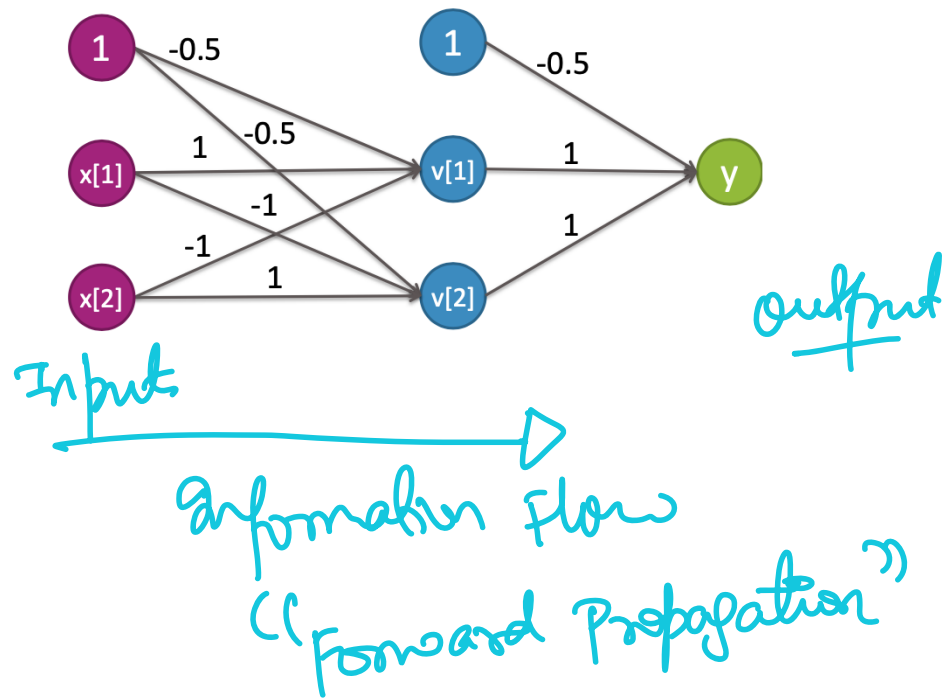 1
-0.5
1
-0.5
-0.5
x[1]
1
v[1]
1
y
-1
-1
1
x[2]
1
v[2]
Output
Input
Information Flow
"Forward Propagation"